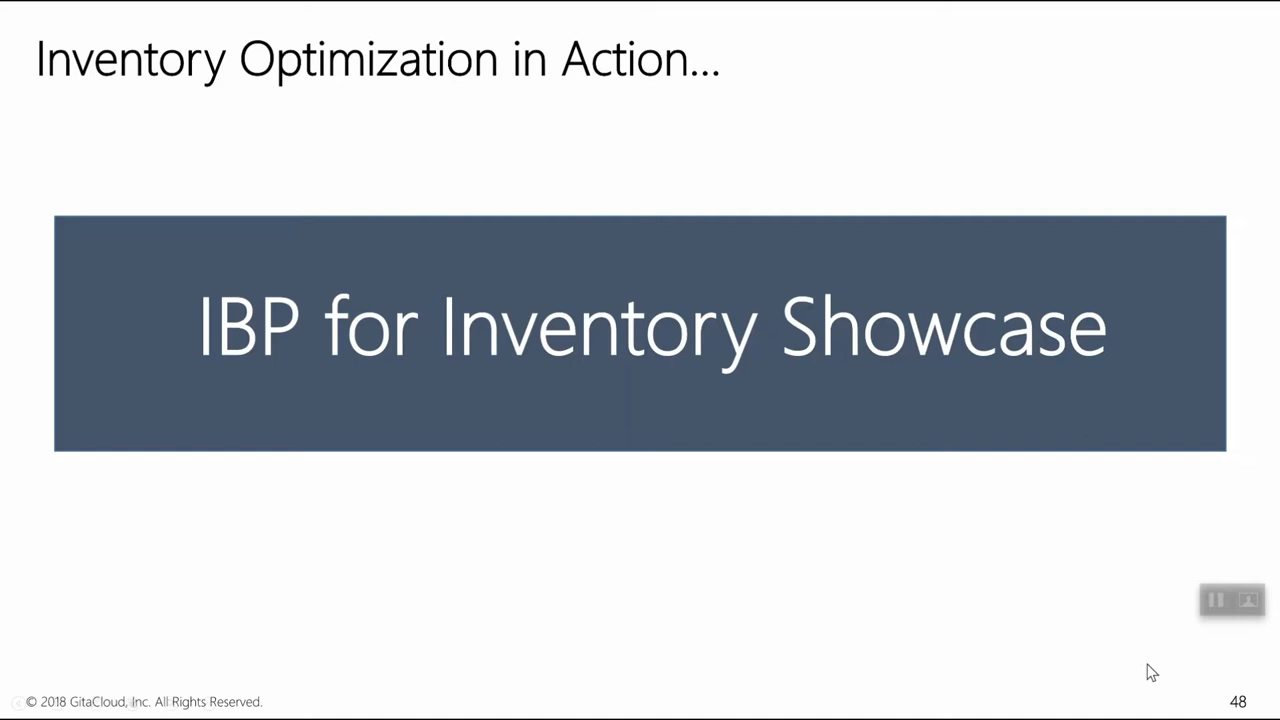 Inventory Optimization in Action...
IBP for Inventory Showcase
© 2018 GitaCloud, Inc. All Rights Reserved.
48